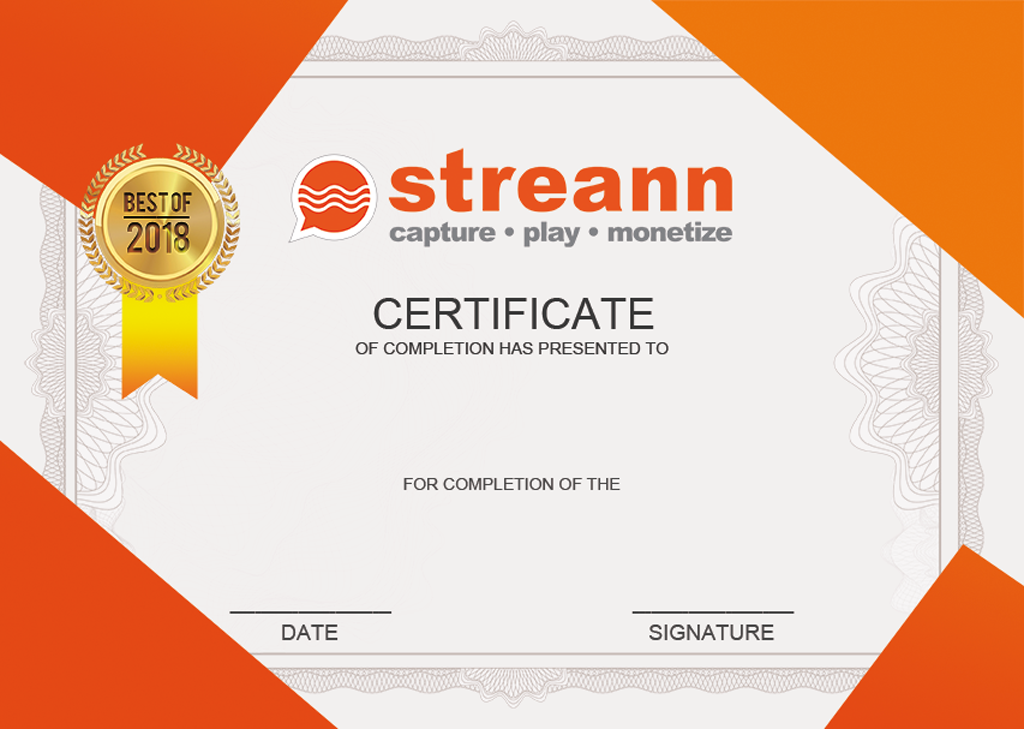 BEST OF
2018
streann
capture • play • monetize
CERTIFICATE
OF COMPLETION HAS PRESENTED TO
FOR COMPLETION OF THE
DATE
SIGNATURE